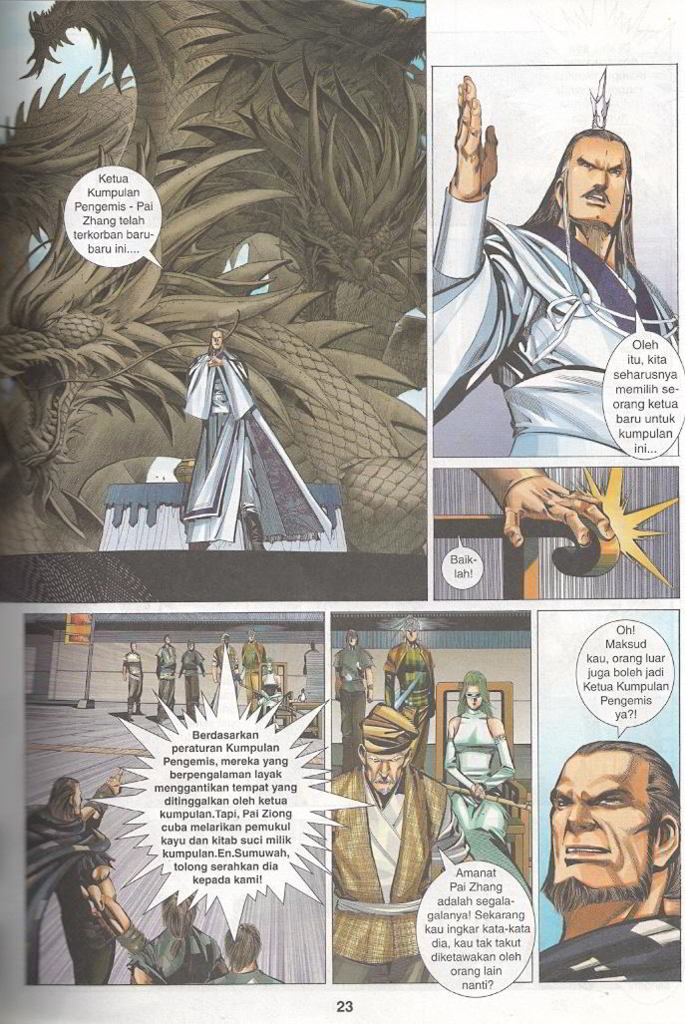 Ketua
Kumpulan
Pengemis - Pai
Zhang telah
terkorban baru-
baru ini....
Oleh
itu, kita
seharusnya
memilih se-
orang ketua
baru untuk
kumpulan
ini...
Baik-
lah!
Berdasarkan
peraturan Kumpulan
Pengemis, mereka yang
berpengalaman layak
menggantikan tempat yang
ditinggalkan oleh ketua
kumpulan.Tapi, Pai Ziong
cuba melarikan pemukul
kayu dan kitab suci milik
kumpulan.En.Sumuwah,
tolong serahkan dia
kepada kami!
Amanat
Pai Zhang
adalah segala-
galanya! Sekarang
kau ingkar kata-kata
dia, kau tak takut
diketawakan oleh
orang lain
nanti?
Oh!
Maksud
kau, orang luar
juga boleh jadi
Ketua Kumpulan
Pengemis
ya?!
23